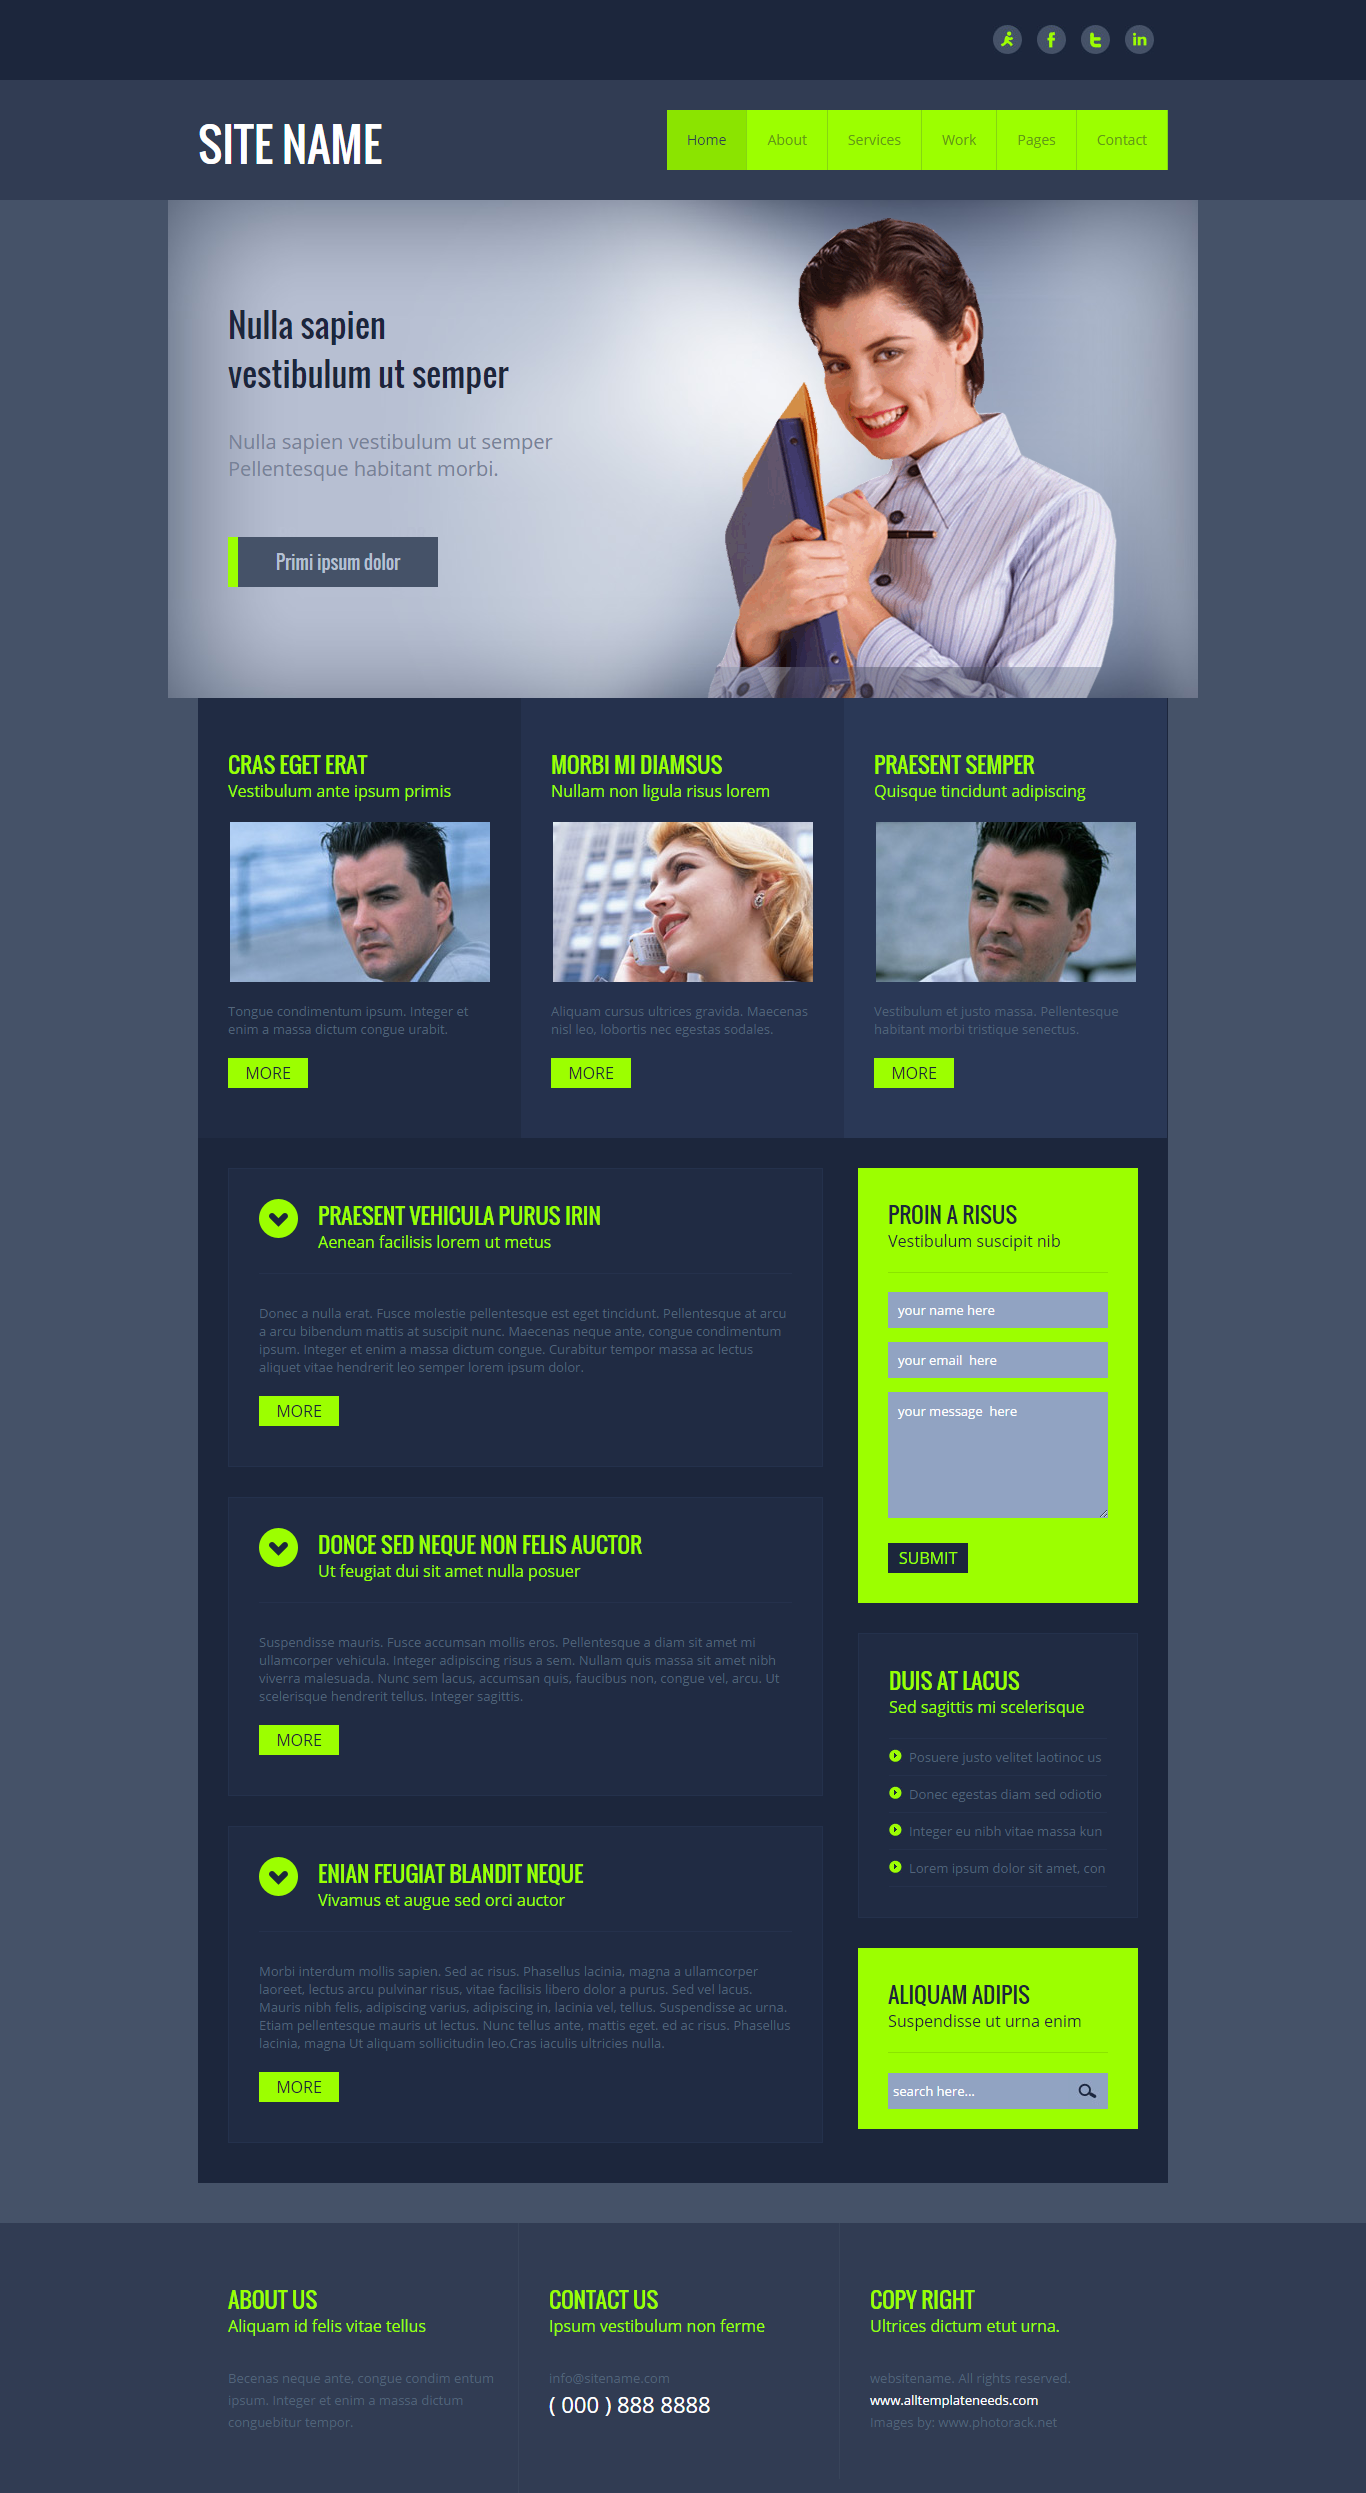 SITE NAME
Home About Services Work Pages Contact
Nulla sapien
vestibulum ut semper
Nulla sapien vestibulum ut semper
Pellentesque habitant morbi.
Primi ipsum dolor
CRAS EGET ERAT
Vestibulum ante ipsum primis
Tongue condimentum ipsum. Integer et
enim a massa dictum congue urabit.
MORE
MORBI MI DIAMSUS
Nullam non ligula risus lorem
Aliquam cursus ultrices gravida. Maecenas
nisl leo, lobortis nec egestas sodales.
MORE
PRAESENT SEMPER
Quisque tincidunt adipiscing
Vestibulum et justo massa. Pellentesque
habitant morbi tristique senectus.
MORE
PRAESENT VEHICULA PURUS IRIN
Aenean facilisis lorem ut metus
Donec a nulla erat. Fusce molestie pellentesque est eget tincidunt. Pellentesque at arcu
a arcu bibendum mattis at suscipit nunc. Maecenas neque ante, congue condimentum
ipsum. Integer et enim a massa dictum congue. Curabitur tempor massa ac lectus
aliquet vitae hendrerit leo semper lorem ipsum dolor.
MORE
DONCE SED NEQUE NON FELIS AUCTOR
Ut feugiat dui sit amet nulla posuer
Suspendisse mauris. Fusce accumsan mollis eros. Pellentesque a diam sit amet mi
ullamcorper vehicula. Integer adipiscing risus a sem. Nullam quis massa sit amet nibh
viverra malesuada. Nunc sem lacus, accumsan quis, faucibus non, congue vel, arcu. Ut
scelerisque hendrerit tellus. Integer sagittis.
MORE
ENIAN FEUGIAT BLANDIT NEQUE
Vivamus et augue sed orci auctor
Morbi interdum mollis sapien. Sed ac risus. Phasellus lacinia, magna a ullamcorper
laoreet, lectus arcu pulvinar risus, vitae facilisis libero dolor a purus. Sed vel lacus.
Mauris nibh felis, adipiscing varius, adipiscing in, lacinia vel, tellus. Suspendisse ac urna.
Etiam pellentesque mauris ut lectus. Nunc tellus ante, mattis eget. ed ac risus. Phasellus
lacinia, magna Ut aliquam sollicitudin leo.Cras iaculis ultricies nulla.
MORE
PROIN A RISUS
Vestibulum suscipit nib
your name here
your email  here
your message  here
SUBMIT
DUIS AT LACUS
Sed sagittis mi scelerisque
Posuere justo velitet laotinoc us
Donec egestas diam sed odiotio
Integer eu nibh vitae massa kun
Lorem ipsum dolor sit amet, con
ALIQUAM ADIPIS
Suspendisse ut urna enim
search here...
ABOUT US
Aliquam id felis vitae tellus
Becenas neque ante, congue condim entum
ipsum. Integer et enim a massa dictum
conguebitur tempor.
CONTACT US
Ipsum vestibulum non ferme
info@sitename.com
( 000 ) 888 8888
COPY RIGHT
Ultrices dictum etut urna.
websitename. All rights reserved.
www.alltemplateneeds.com
Images by: www.photorack.net